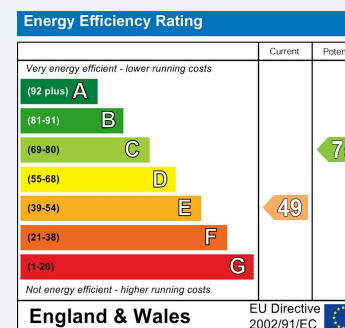 Energy Efficiency Rating
Current
Very energy efficient - lower running costs
(92 plus) A
(81-91) B
(69-80) C
(55-68) D
(39-54) E 49
(21-38) F
(1-20) G
Not energy efficient - higher running costs
England & Wales
EU Directive
2002/91/EC